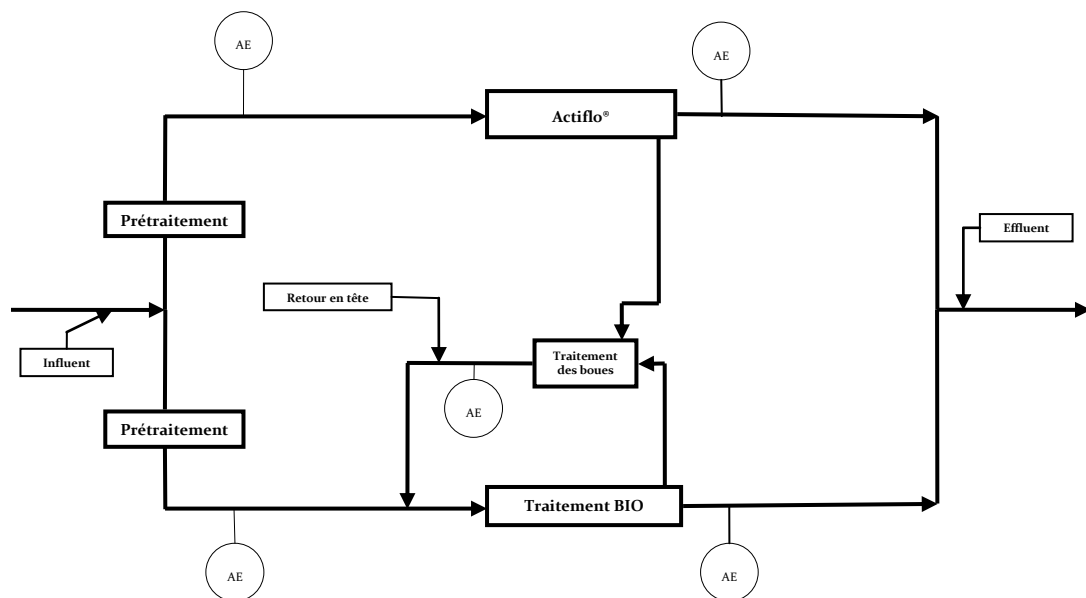 AE
AE
Actiflo®
Prétraitement
Effluent
Retour en tête
Influent
Traitement
des boues
AE
Prétraitement
Traitement BIO
AE
AE